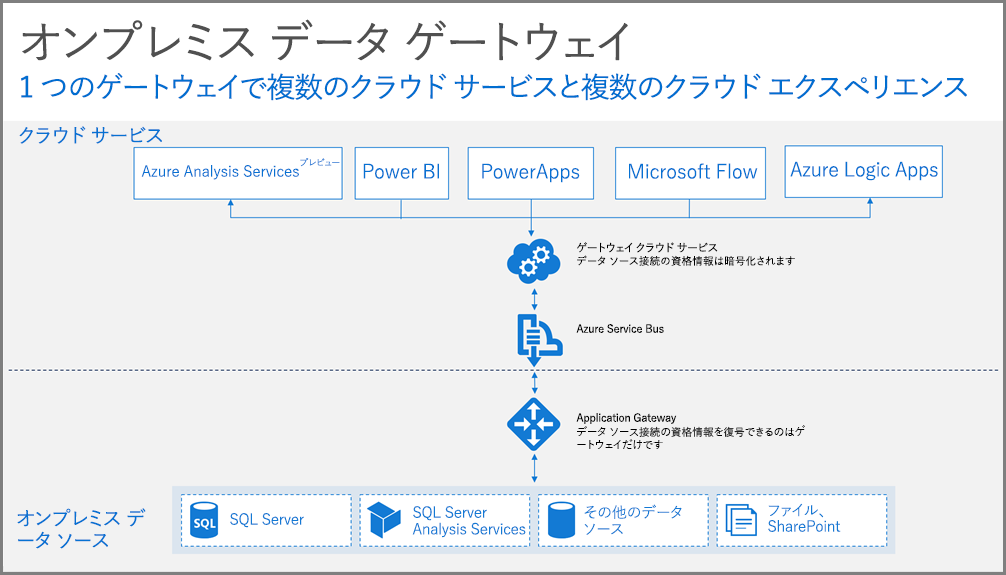 オンプレミス データ ゲートウェイ
1 つのゲートウェイで複数のクラウド サービスと複数のクラウド エクスペリエンス
クラウド サービス
Azure Analysis Services プレビュー
Power BI
PowerApps
Microsoft Flow
Azure Logic Apps
ゲートウェイ クラウド サービス
データ ソース接続の資格情報は暗号化されます
Azure Service Bus
Application Gateway
データ ソース接続の資格情報を復号できるのはゲ
ートウェイだけです
オンプレミス デ
ータ ソース
SQL
SQL Server
SQL Server
Analysis Services
その他のデータ
ソース
ファイル、
SharePoint